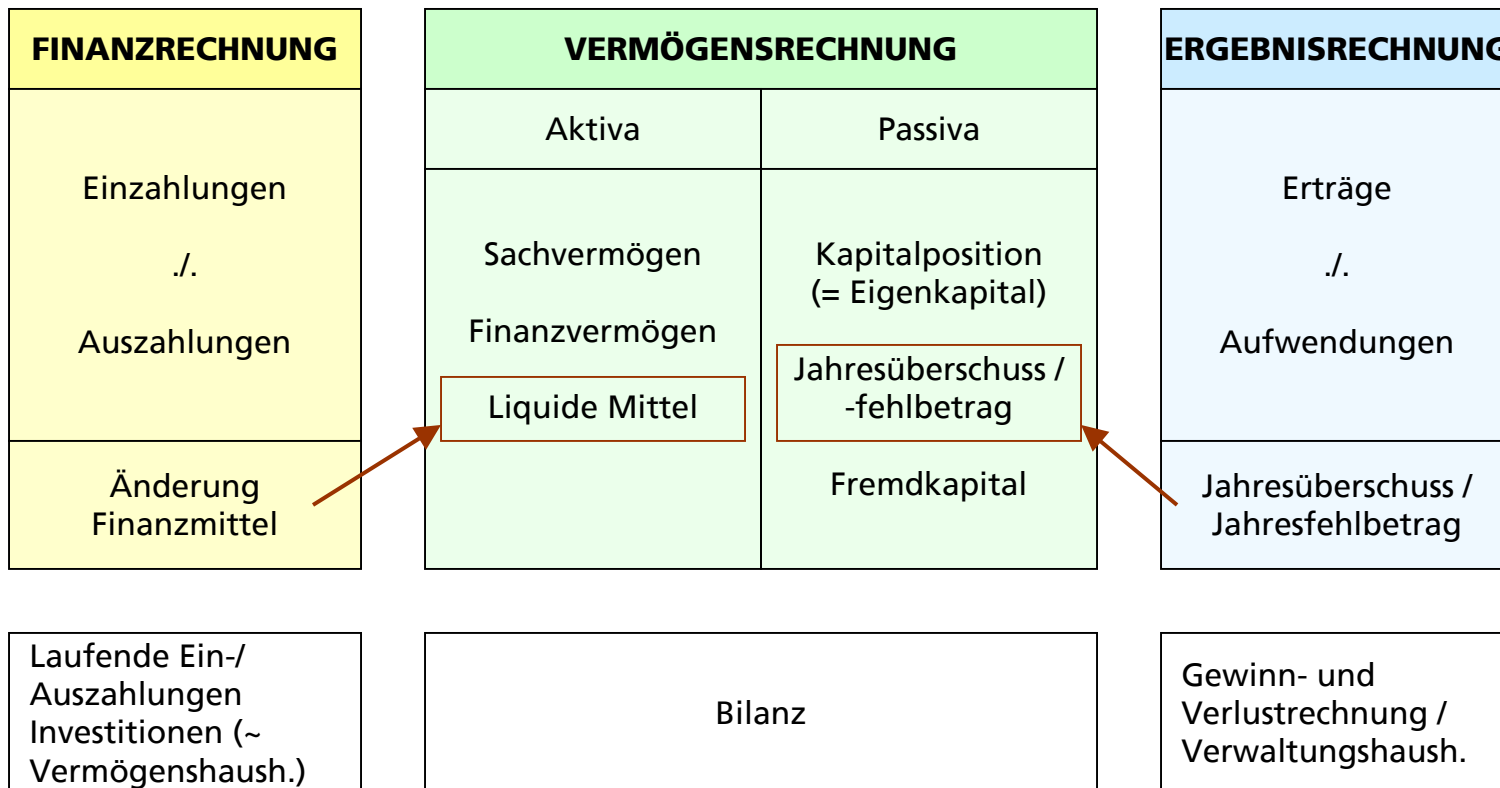 FINANZRECHNUNG
Einzahlungen
./.
Auszahlungen
Änderung
Finanzmittel
VERMÖGENSRECHNUNG
Aktiva
Passiva
Sachvermögen
Finanzvermögen
Liquide Mittel
Kapitalposition
(= Eigenkapital)
Jahresüberschuss /
-fehlbetrag
Fremdkapital
ERGEBNISRECHNUNG
Erträge
./.
Aufwendungen
Jahresüberschuss /
Jahresfehlbetrag
Laufende Ein-/
Auszahlungen
Investitionen (~
Vermögenshaush.)
Bilanz
Gewinn- und
Verlustrechnung /
Verwaltungshaush.